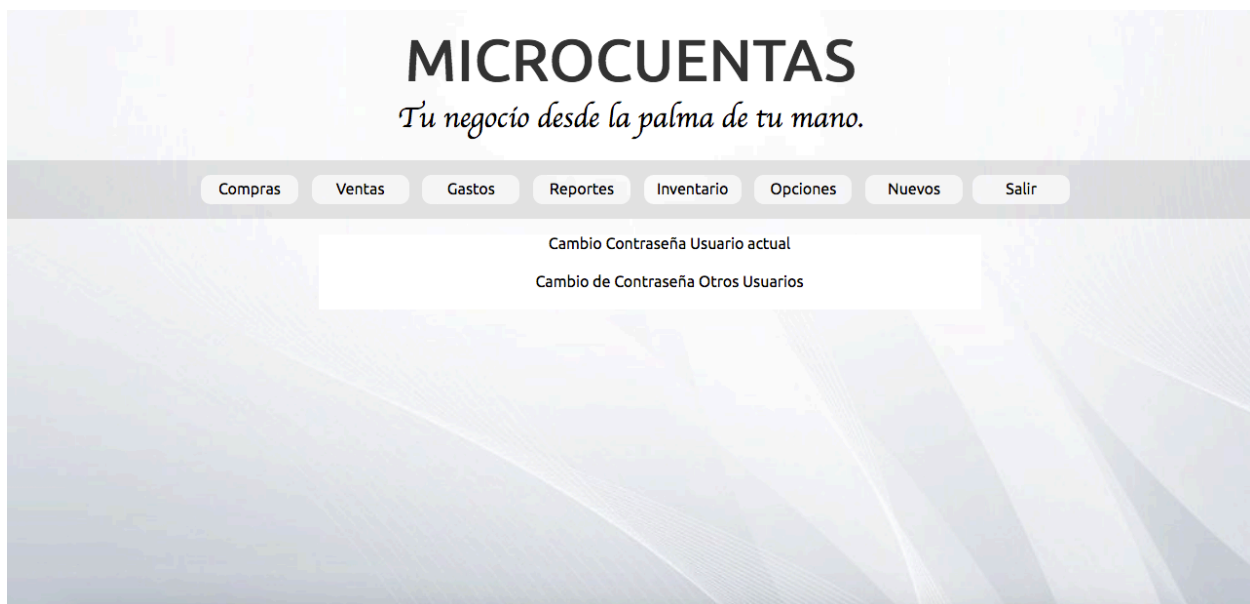 MICROCUENTAS
Tu negocio desde la palma de tu mano.
Compras Ventas Gastos Reportes Inventario Opciones Nuevos Salir
Cambio Contraseña Usuario actual
Cambio de Contraseña Otros Usuarios